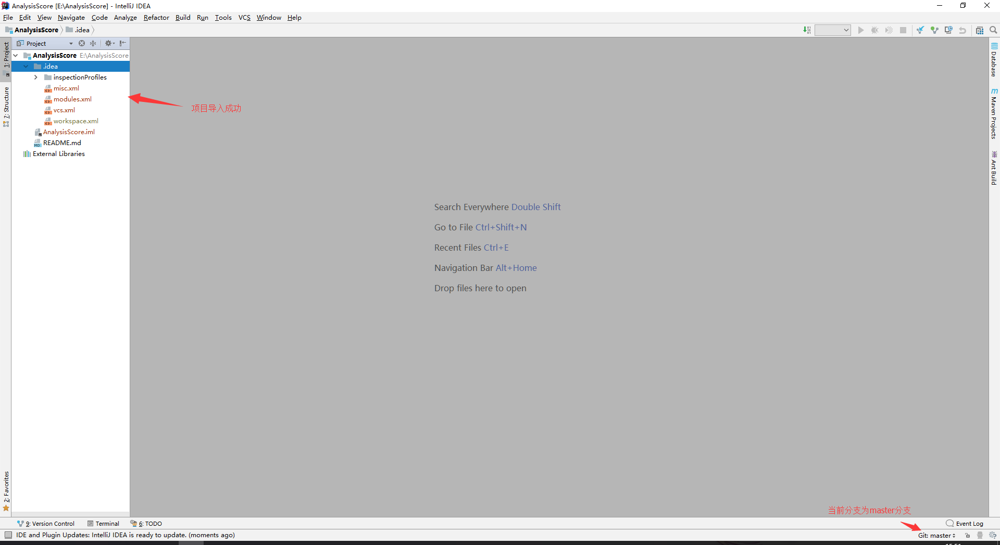 AnalysisScore [E:\AnalysisScore] - IntelliJ IDEA
File Edit View Navigate Code Analyze Refactor Build Run Tools VCS Window Help
AnalysisScore .idea
Project
AnalysisScore E:\AnalysisScore
.idea
inspectionProfiles
misc.xml
modules.xml
vcs.xml
workspace.xml
AnalysisScore.iml
README.md
External Libraries
1: Project
7: Structure
2: Favorites
项目导入成功
Search Everywhere Double Shift
Go to File Ctrl+Shift+N
Recent Files Ctrl+E
Navigation Bar Alt+Home
Drop files here to open
Database
m
Maven Projects
Ant Build
当前分支为master分支
9: Version Control Terminal 6: TODO Event Log
IDE and Plugin Updates: IntelliJ IDEA is ready to update. (moments ago) Git: master